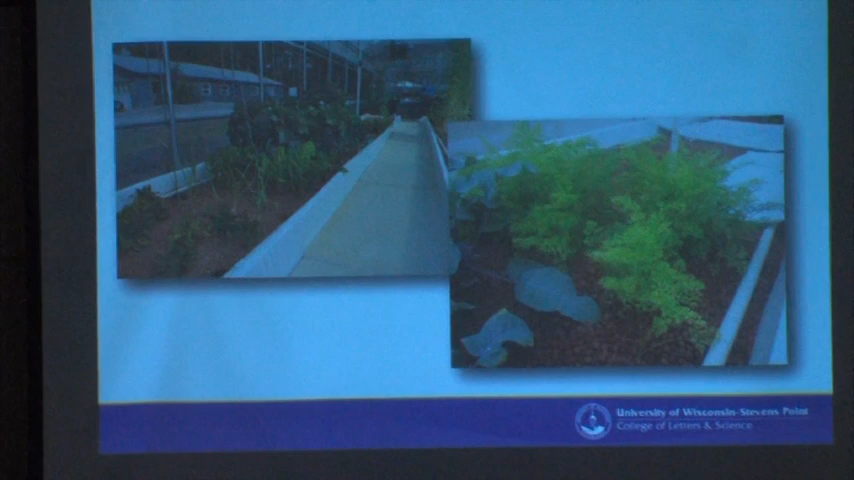 University of Wisconsin-Stevens Point
College of Letters & Science